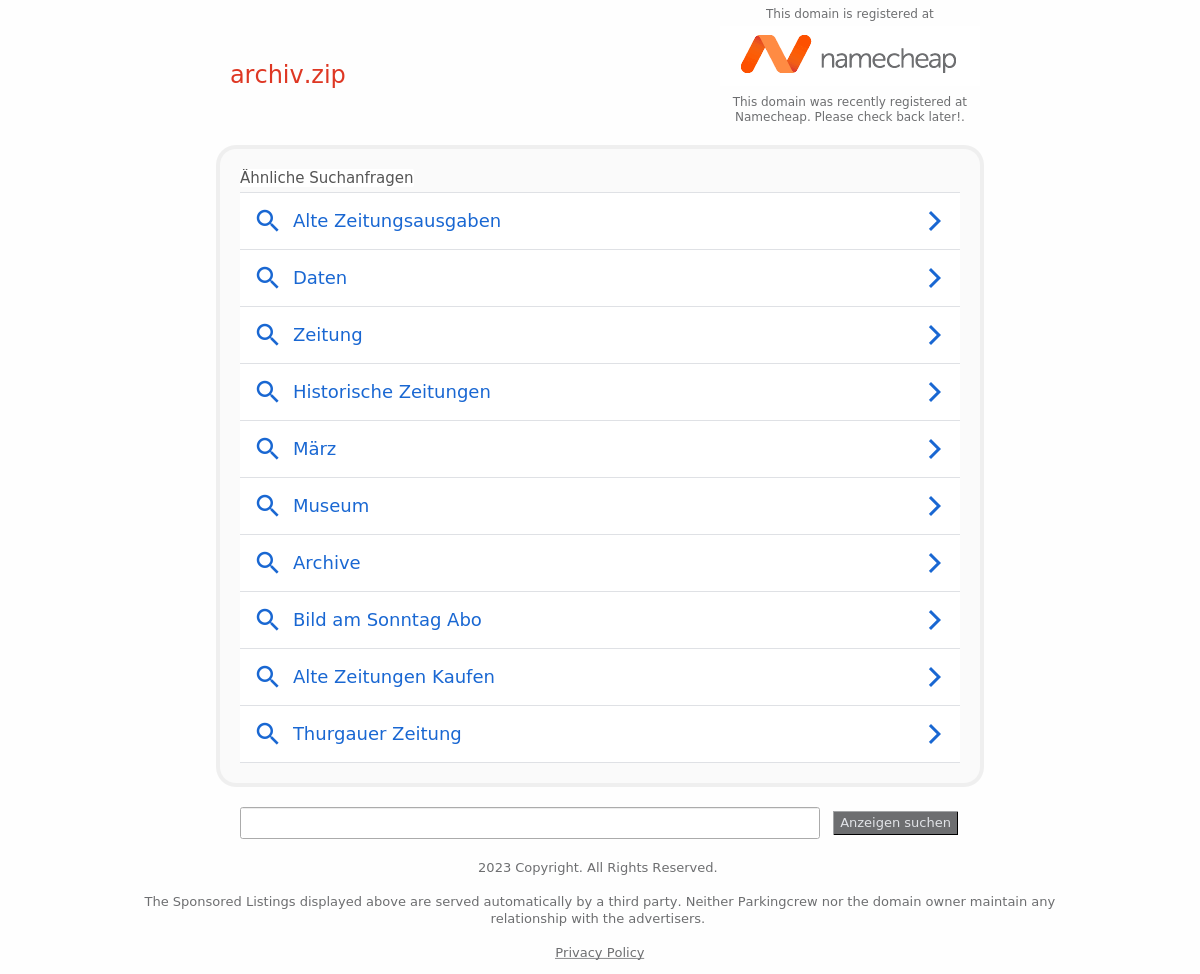 This domain is registered at
namecheap
archiv.zip
This domain was recently registered at
Namecheap. Please check back later!.
Ähnliche Suchanfragen
Alte Zeitungsausgaben
Daten
Zeitung
Historische Zeitungen
März
Museum
Archive
Bild am Sonntag Abo
Alte Zeitungen Kaufen
Thurgauer Zeitung
Anzeigen suchen
2023 Copyright. All Rights Reserved.
The Sponsored Listings displayed above are served automatically by a third party. Neither Parkingcrew nor the domain owner maintain any
relationship with the advertisers.
Privacy Policy